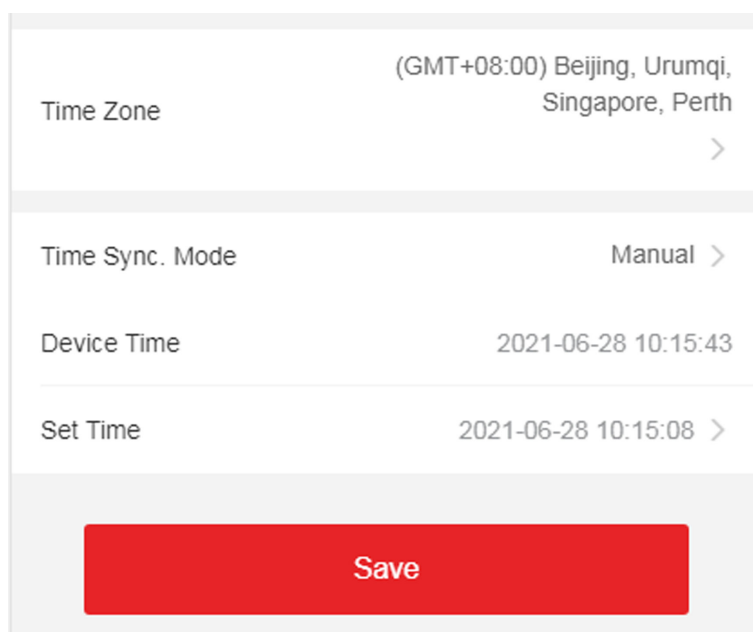 (GMT+08:00) Beijing, Urumqi,
Time Zone Singapore, Perth
Time Sync. Mode Manual
Device Time 2021-06-28 10:15:43
Set Time 2021-06-28 10:15:08
Save